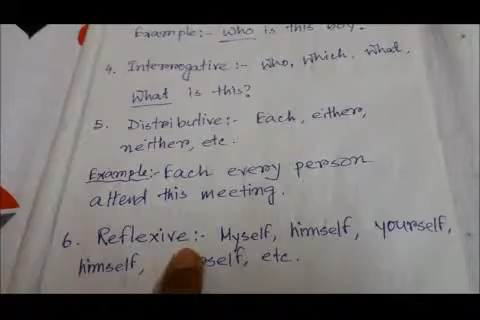 Example:- Who is this boy.
4. Interrogative:- Who, which, what.
What is this?
5. Distributive:- Each, either,
neither, etc.
Example:- Each every person
attend this meeting.
6. Reflexive:- Myself, himself, yourself,
himself, etc.